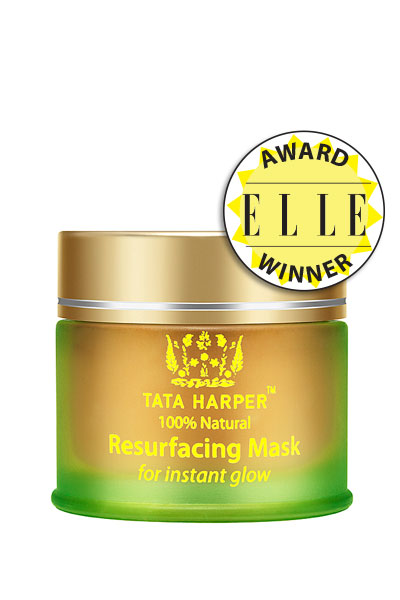 AWARD
ELLE
WINNER
TATA HARPER™
100% Natural
Resurfacing Mask
for instant glow